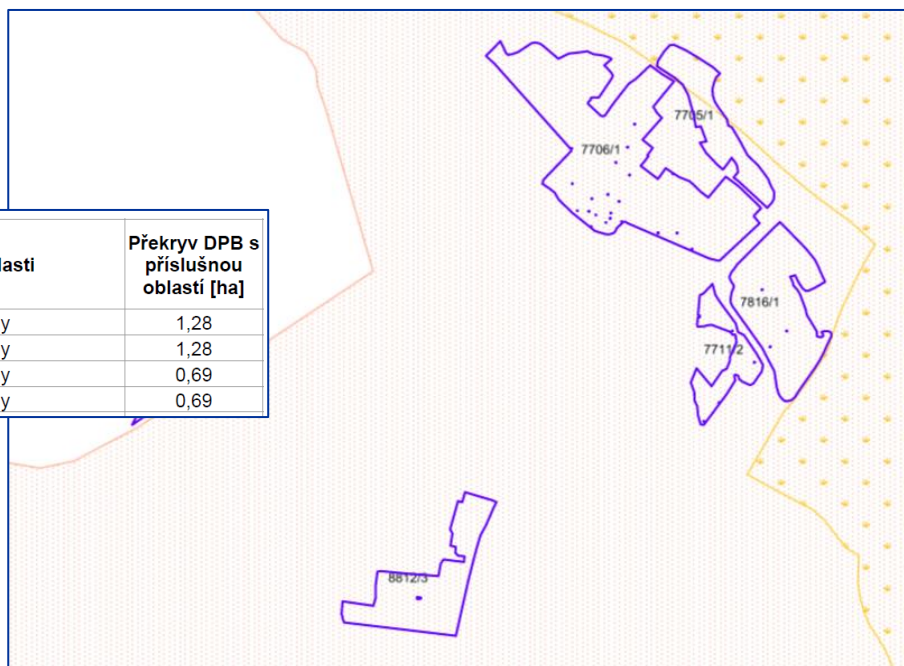 7705/1
7706/1
Překryv DPB s
lasti příslušnou
oblastí [ha]
y 1,28
y 1,28
y 0,69
y 0,69
7816/1
7711/2
8812/3